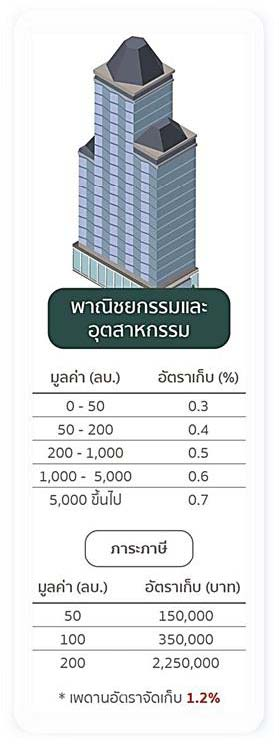 พาณิชยกรรมและ
อุตสาหกรรม
มูลค่า (ลบ.) อัตราเก็บ (%)
0 - 50 0.3
50 - 200 0.4
200 - 1,000 0.5
1,000 - 5,000 0.6
5,000 ขึ้นไป 0.7
ภาระภาษี
มูลค่า (ลบ.) อัตราเก็บ (บาท)
50 150,000
100 350,000
200 2,250,000
* เพดานอัตราจัดเก็บ 1.2%